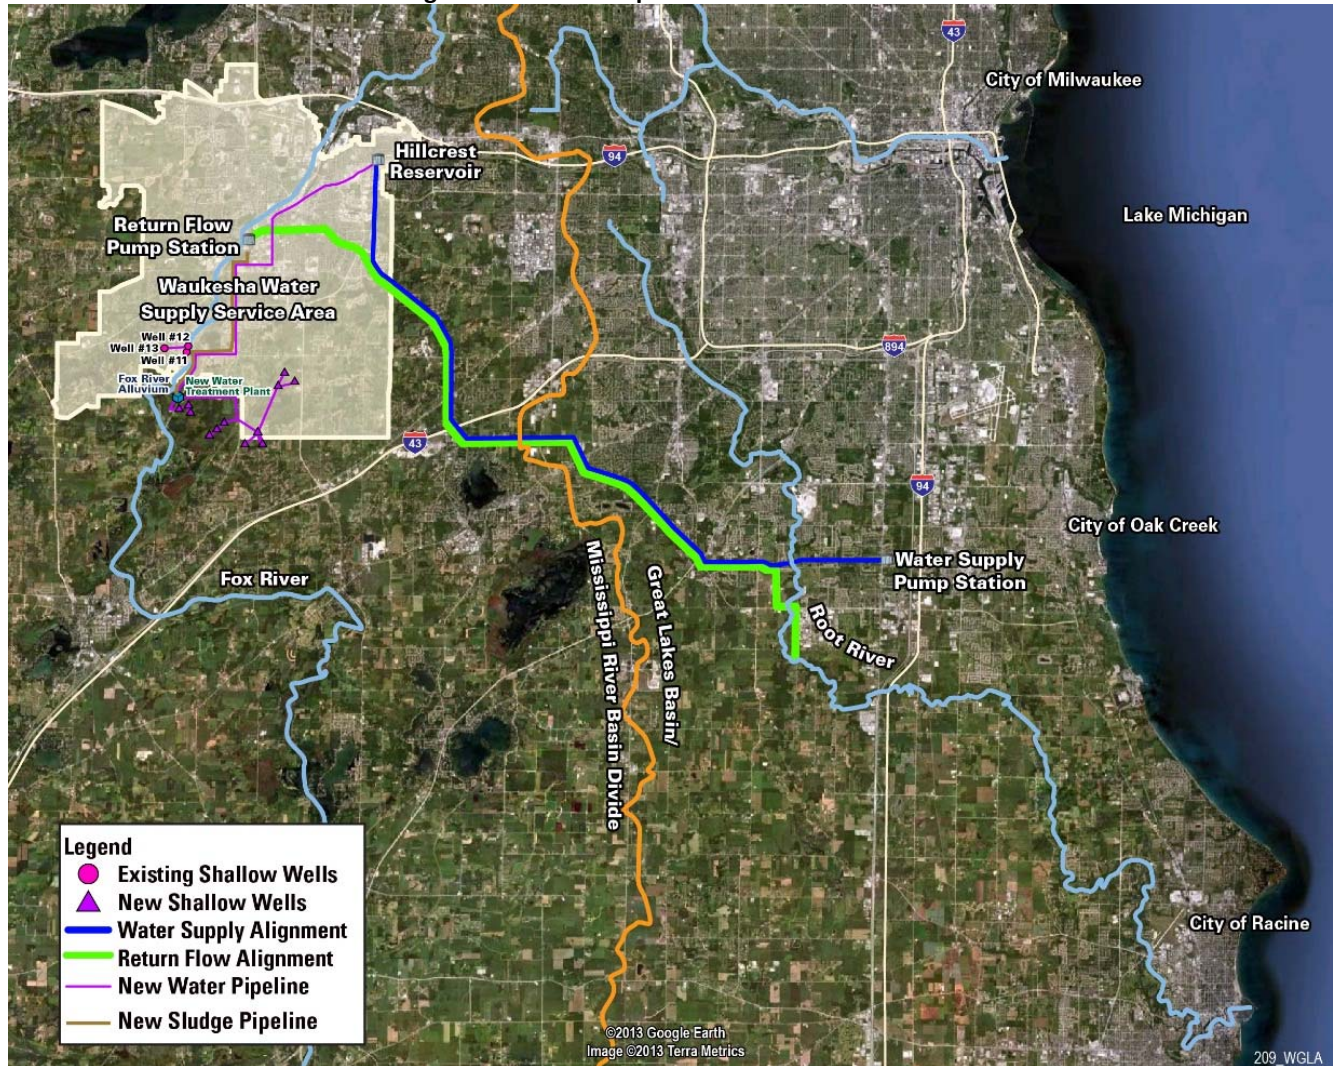 43
City of Milwaukee
Hillcrest
Reservoir
94
Lake Michigan
Return Flow
Pump Station
Waukesha Water
Supply Service Area
Well #12
Well #13
Well #11
Fox River
Alluvium
New Water
Treatment Plant
894
43
94
City of Oak Creek
Water Supply
Pump Station
Fox River
Mississippi River Basin Divide
Great Lakes Basin/
Root River
Legend
Existing Shallow Wells
New Shallow Wells
Water Supply Alignment
Return Flow Alignment
New Water Pipeline
New Sludge Pipeline
City of Racine
©2013 Google Earth
Image ©2013 Terra Metrics
209_WGLA